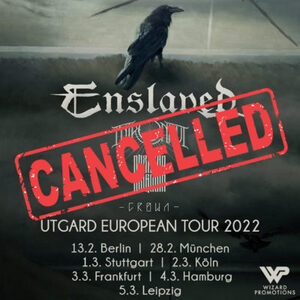 Enslaved
CANCELLED
CROWN
UTGARD EUROPEAN TOUR 2022
13.2. Berlin | 28.2. München
1.3. Stuttgart | 2.3. Köln
3.3. Frankfurt | 4.3. Hamburg
5.3. Leipzig
WP
WIZARD
PROMOTIONS